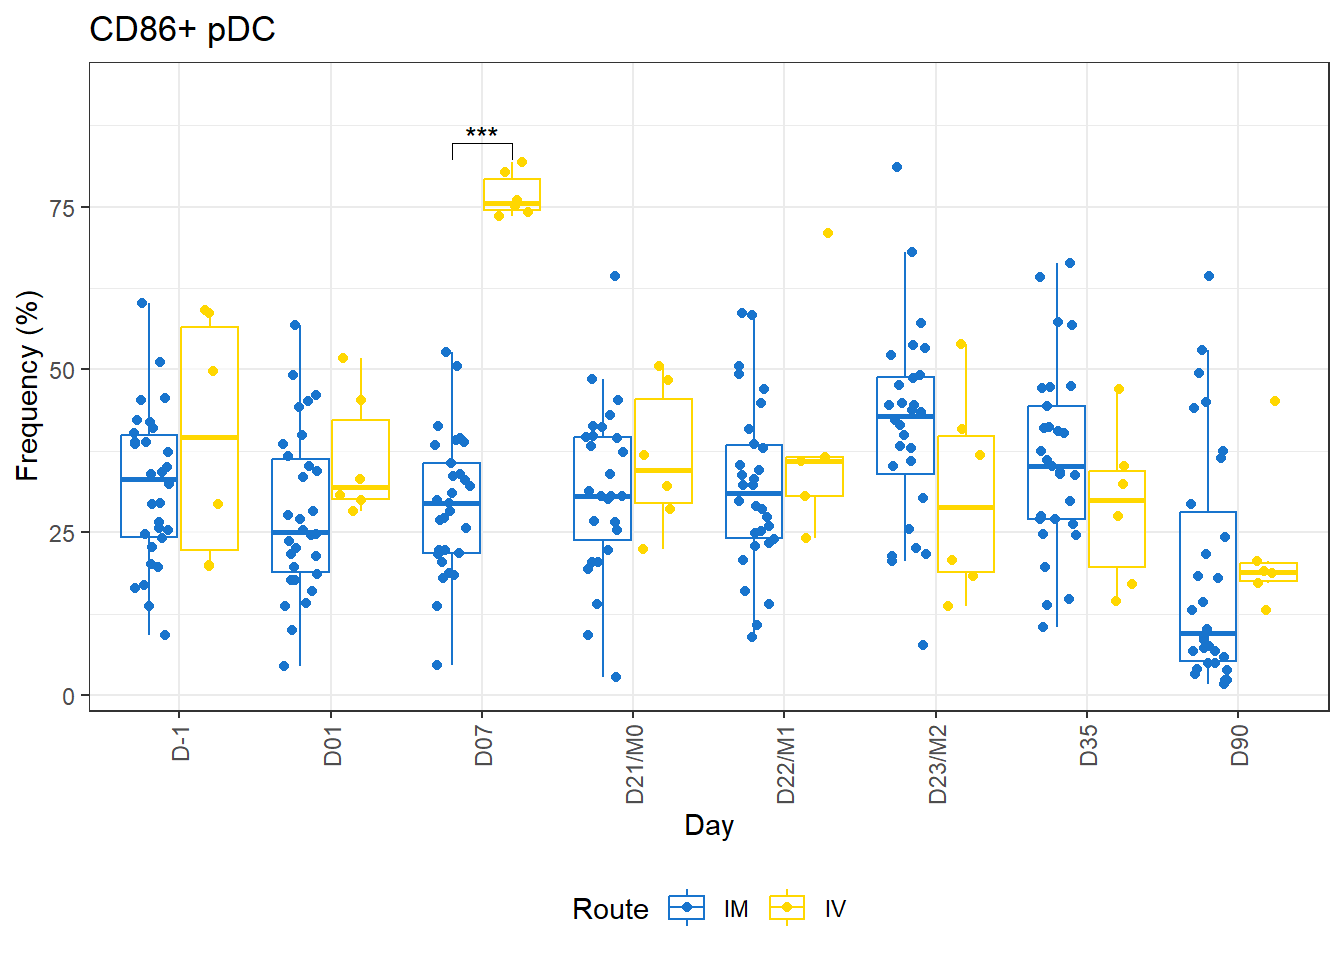 CD86+ pDC
***
75
50
25
0
Frequency (%)
D-1
D01
D07
D21/M0
D22/M1
D23/M2
D35
D90
Day
Route IM IV